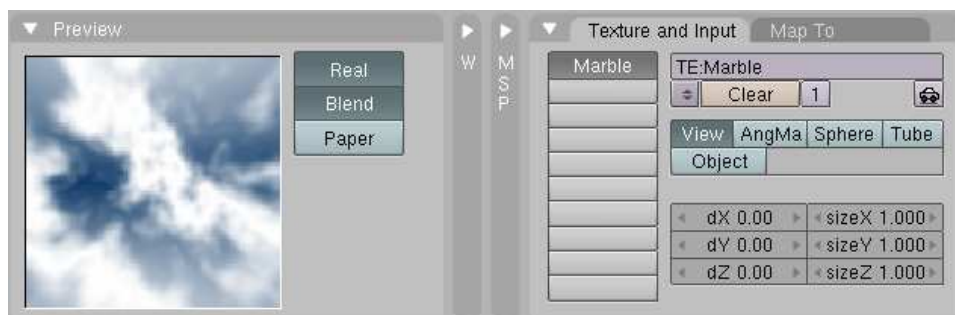 Preview
Real
Blend
Paper
W
M
S
P
Texture and Input
Map To
Marble
TE:Marble
Clear
1
View AngMa Sphere Tube
Object
dX 0.00 sizeX 1.000
dY 0.00 sizeY 1.000
dZ 0.00 sizeZ 1.000